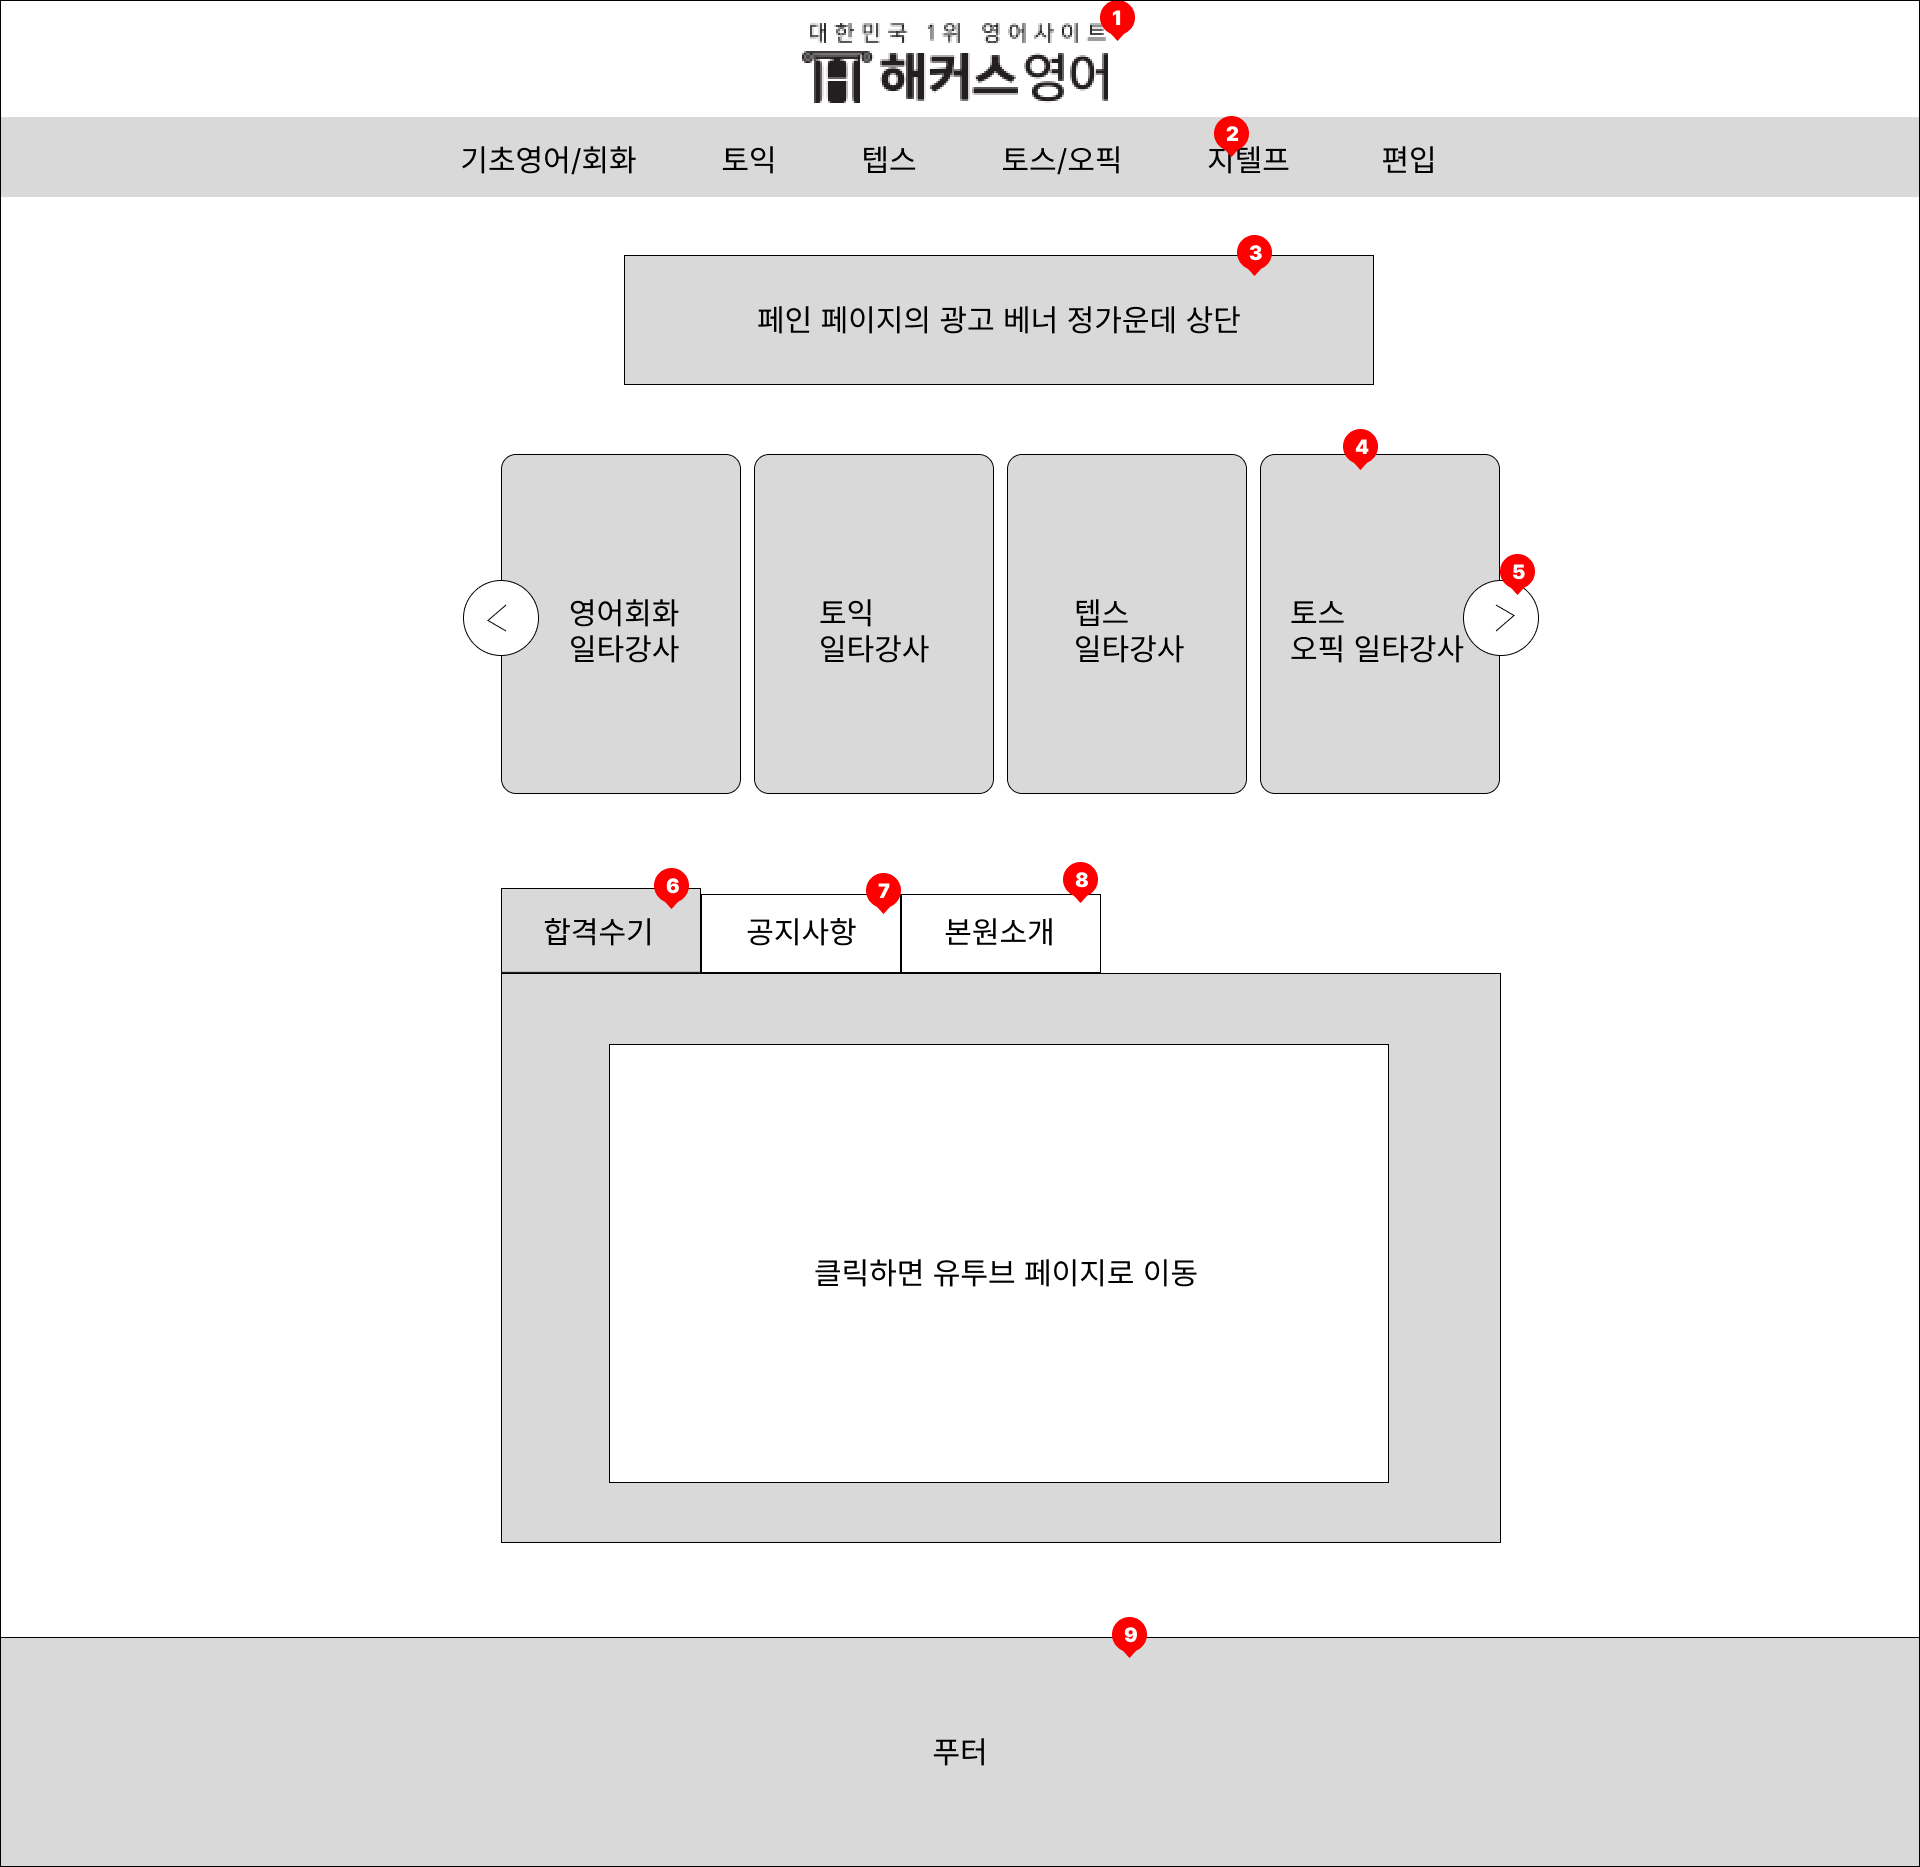 1
대한민국 1위 영어사이트
해커스영어
2
기초영어/회화 토익 텝스 토스/오픽 지텔프 편입
3
페인 페이지의 광고 베너 정가운데 상단
4
5
영어회화
일타강사
토익
일타강사
텝스
일타강사
토스
오픽 일타강사
6
7
8
합격수기 공지사항 본원소개
클릭하면 유투브 페이지로 이동
9
푸터